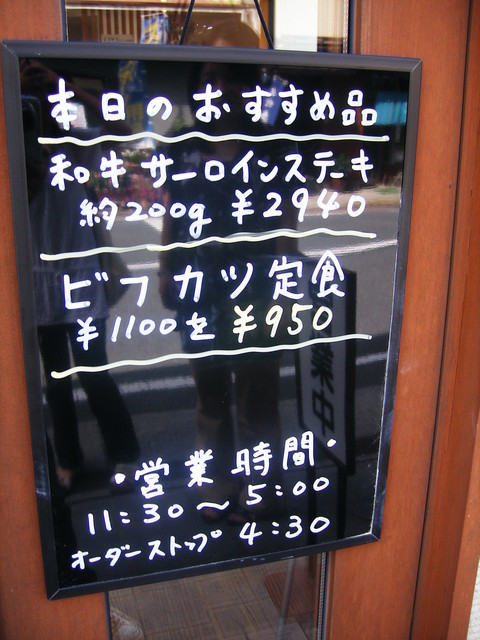 本日のおすすめ品
和牛サーロインステーキ
約200g ¥2940
ビフカツ定食
¥1100を ¥950
・営業時間・
11:30〜5:00
オーダーストップ 4:30